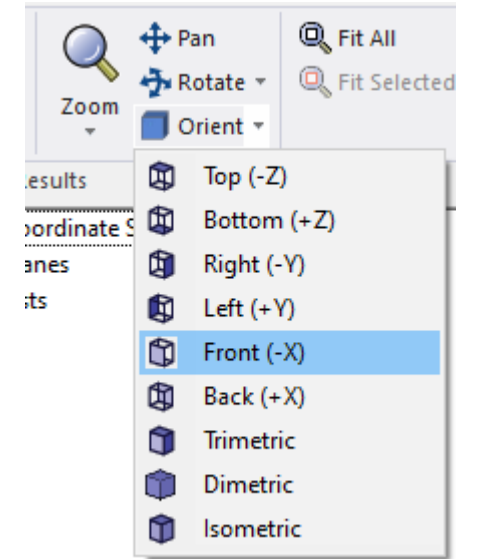 Pan
Fit All
Rotate
Fit Selected
Zoom
Orient
esults
Top (-Z)
oordinate S
Bottom (+Z)
anes
Right (-Y)
sts
Left (+Y)
Front (-X)
Back (+X)
Trimetric
Dimetric
Isometric